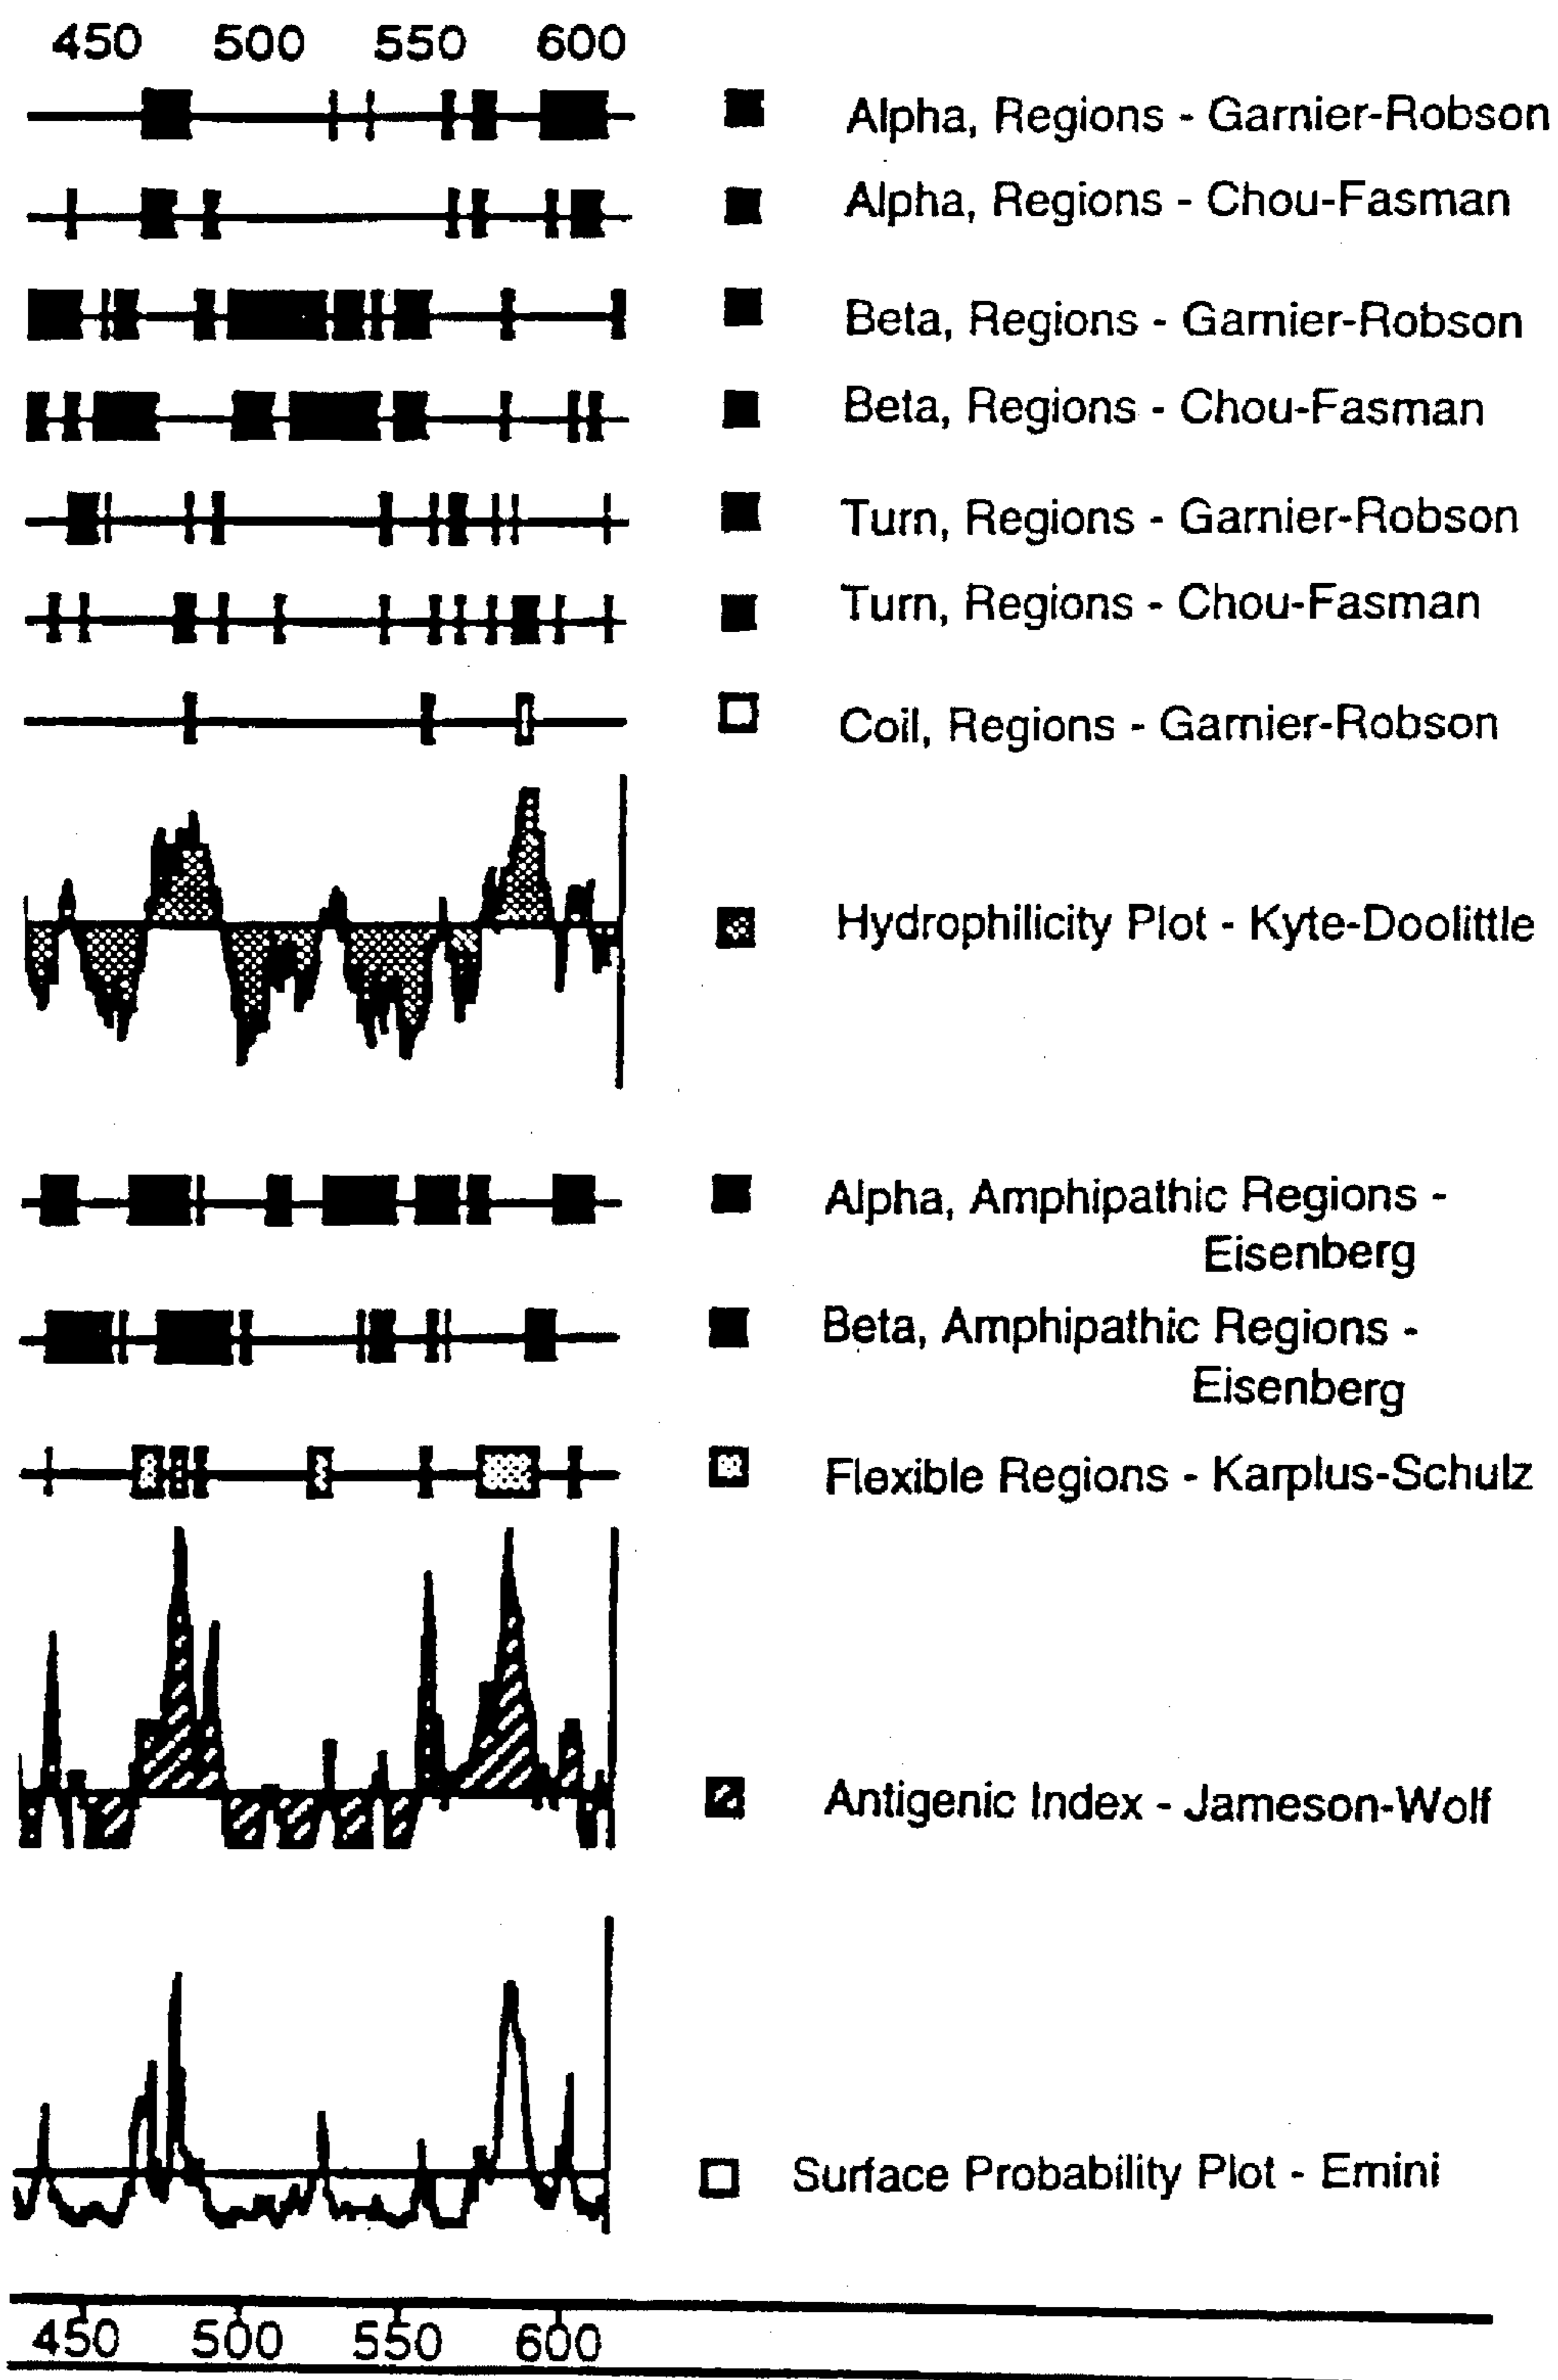 450 500 550 600
Alpha, Regions - Garnier-Robson
Alpha, Regions - Chou-Fasman
Beta, Regions - Garnier-Robson
Beta, Regions - Chou-Fasman
Turn, Regions - Garnier-Robson
Turn, Regions - Chou-Fasman
Coil, Regions - Garnier-Robson
Hydrophilicity Plot - Kyte-Doolittle
Alpha, Amphipathic Regions -
Eisenberg
Beta, Amphipathic Regions -
Eisenberg
Flexible Regions - Karplus-Schulz
Antigenic Index - Jameson-Wolf
Surface Probability Plot - Emini
450 500 550 600